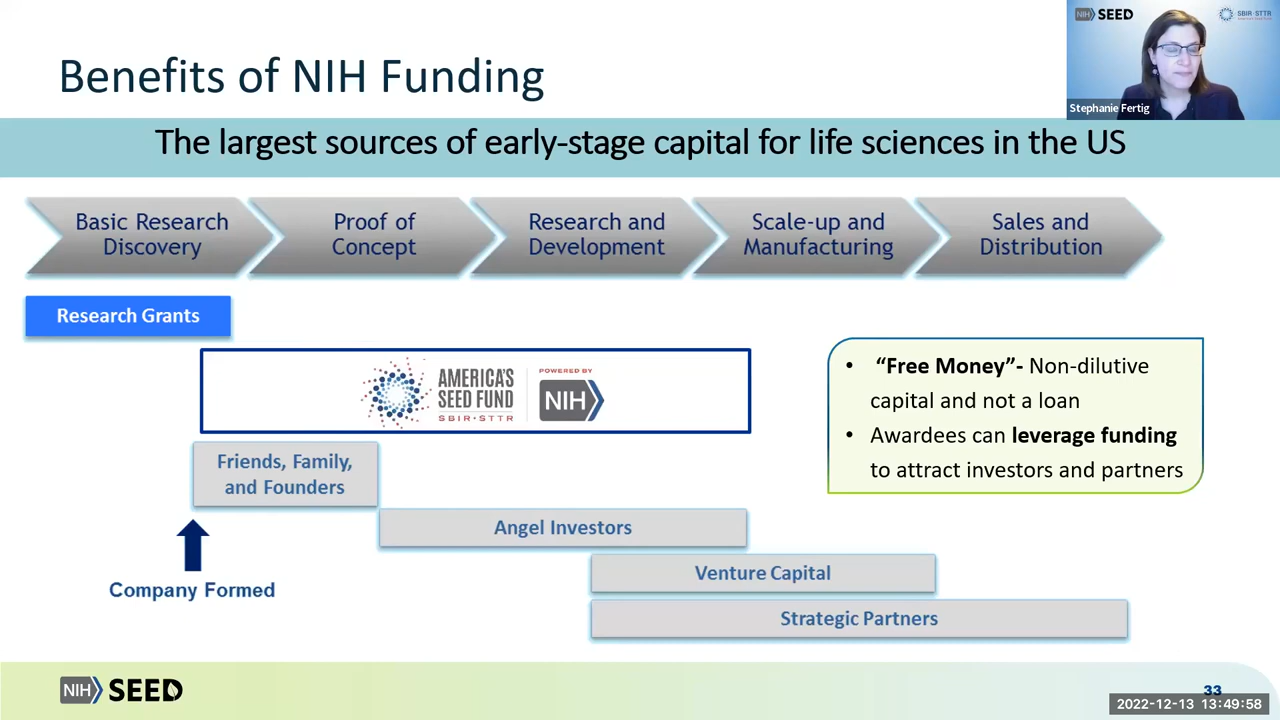 NIH SEED
SBIR·STTR
Stephanie Fertig
Benefits of NIH Funding
The largest sources of early-stage capital for life sciences in the US
Basic Research
Discovery
Proof of
Concept
Research and
Development
Scale-up and
Manufacturing
Sales and
Distribution
Research Grants
AMERICA'S
SEED FUND
SBIR·STTR
POWERED BY
NIH
• “Free Money”- Non-dilutive
capital and not a loan
• Awardees can leverage funding
to attract investors and partners
Friends, Family,
and Founders
Angel Investors
Venture Capital
Strategic Partners
Company Formed
NIH SEED
33
2022-12-13 13:49:58